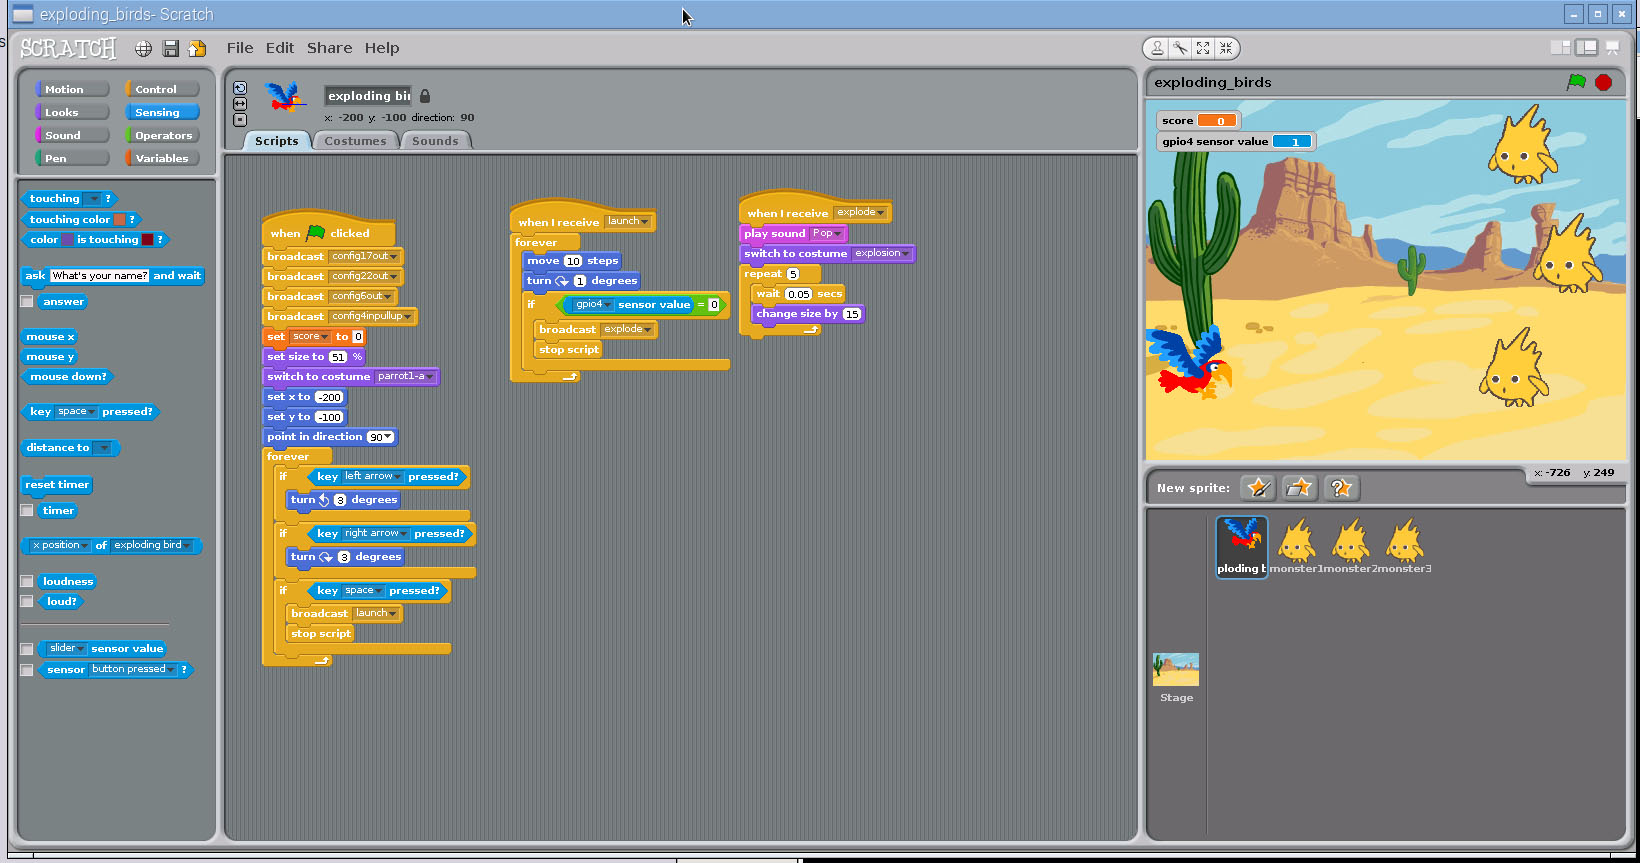 exploding_birds- Scratch
SCRATCH
File Edit Share Help
Motion Control
Looks Sensing
Sound Operators
Pen Variables
touching ?
touching color ?
color is touching ?
ask What's your name? and wait
answer
mouse x
mouse y
mouse down?
key space pressed?
distance to
reset timer
timer
x position of exploding bird
loudness
loud?
slider sensor value
sensor button pressed ?
exploding bir
x: -200 y: -100 direction: 90
Scripts Costumes Sounds
when clicked
broadcast config17out
broadcast config22out
broadcast config6out
broadcast config4inpullup
set score to 0
set size to 51 %
switch to costume parrot1-a
set x to -200
set y to -100
point in direction 90
forever
if key left arrow pressed?
turn 3 degrees
if key right arrow pressed?
turn 3 degrees
if key space pressed?
broadcast launch
stop script
when I receive launch
forever
move 10 steps
turn 1 degrees
if gpio4 sensor value = 0
broadcast explode
stop script
when I receive explode
play sound Pop
switch to costume explosion
repeat 5
wait 0.05 secs
change size by 15
exploding_birds
score 0
gpio4 sensor value 1
x: -726 y: 249
New sprite:
ploding b monster1 monster2 monster3
Stage